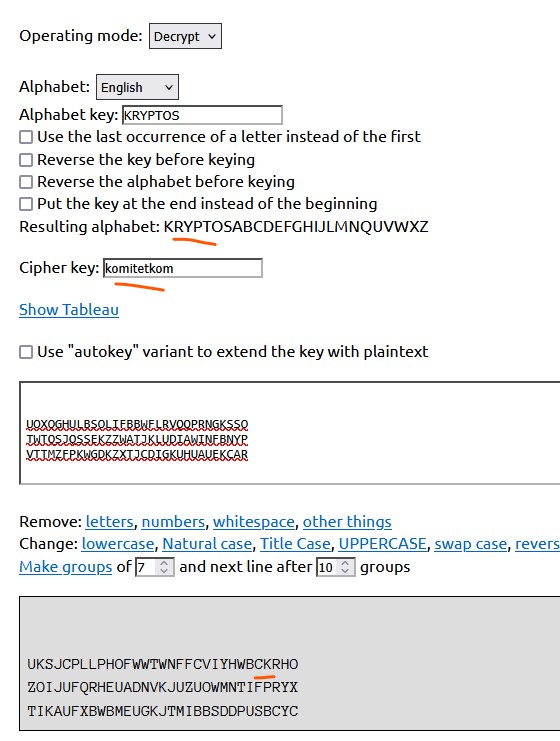 Operating mode: Decrypt
Alphabet: English
Alphabet key: KRYPTOS
Use the last occurrence of a letter instead of the first
Reverse the key before keying
Reverse the alphabet before keying
Put the key at the end instead of the beginning
Resulting alphabet: KRYPTOSABCDEFGHIJLMNQUVWXZ
Cipher key: komitetkom
Show Tableau
Use "autokey" variant to extend the key with plaintext
UOXOGHULBSOLIFBBWFLRVQQPRNGKSSO
TWTQSJQSSEKZZWATJKLUDIAWINFBNYP
VTTMZFPKWGDKZXTJCDIGKUHUAUEKCAR
Remove: letters, numbers, whitespace, other things
Change: lowercase, Natural case, Title Case, UPPERCASE, swap case, revers
Make groups of 7 and next line after 10 groups
UKSJCPLLPHOFWWTWNFFCVIYHWBCKRHO
ZOIJUFQRHEUADNVKJUZUOWMNTIFPRYX
TIKAUFXBWBMEUGKJTMIBBSDDPUSBCYC